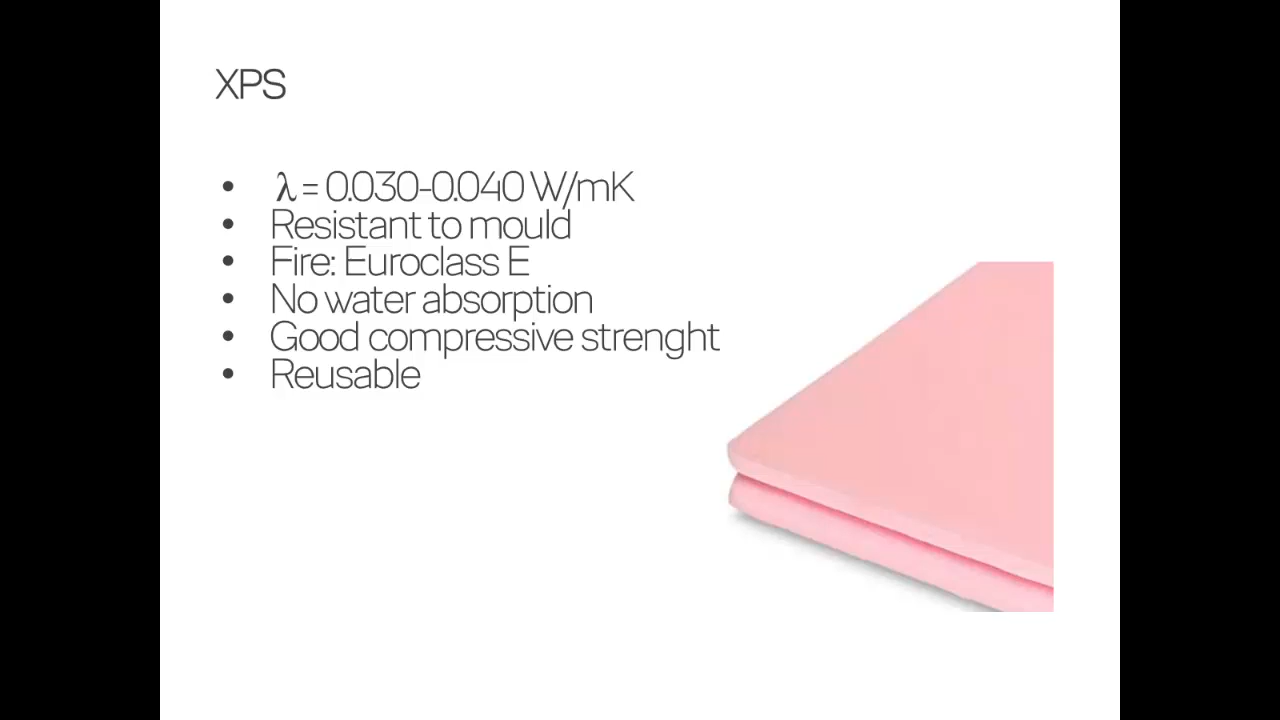 XPS
• λ = 0.030-0.040 W/mK
• Resistant to mould
• Fire: Euroclass E
• No water absorption
• Good compressive strenght
• Reusable